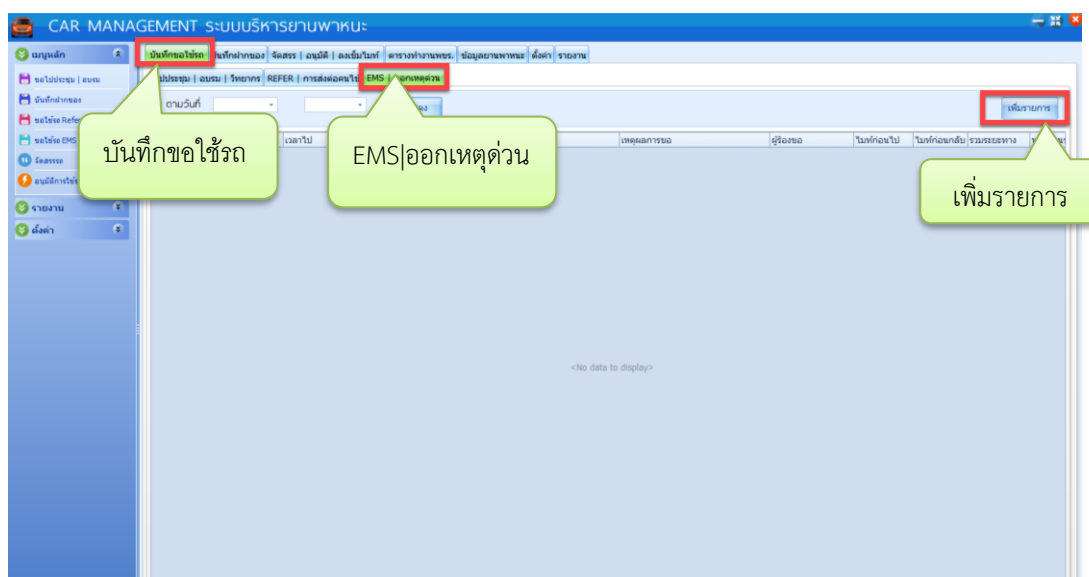 CAR MANAGEMENT ระบบบริหารยานพาหนะ
เมนูหลัก
บันทึกขอใช้รถ บันทึกฝากของ จัดสรร | อนุมัติ | ลงเข็มไมค์ ตารางทำงานพขร. ข้อมูลยานพาหนะ ตั้งค่า รายงาน
ขอไปประชุม | อบรม
ไปประชุม | อบรม | วิทยากร REFER | การส่งต่อคนไข้ EMS | ออกเหตุด่วน
บันทึกฝากของ
ตามวันที่
เพิ่มรายการ
ขอใช้รถ Refer
ขอใช้รถ EMS
เวลาไป เหตุผลการขอ ผู้ร้องขอ ไมค์ก่อนไป ไมค์ก่อนกลับ รวมระยะทาง
บันทึกขอใช้รถ
EMS|ออกเหตุด่วน
จัดสรรรถ
อนุมัติการใช้
เพิ่มรายการ
รายงาน
ตั้งค่า
<No data to display>